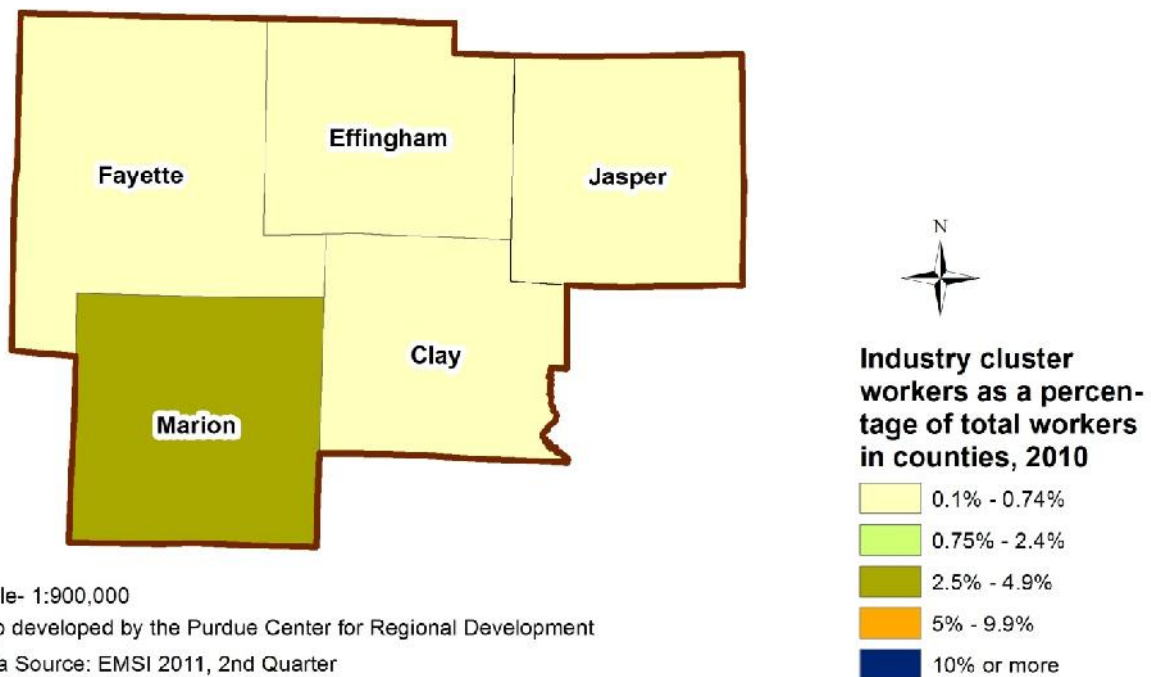 Effingham
Fayette
Jasper
Clay
Marion
N
Industry cluster
workers as a percen-
tage of total workers
in counties, 2010
0.1% - 0.74%
0.75% - 2.4%
2.5% - 4.9%
5% - 9.9%
10% or more
le- 1:900,000
developed by the Purdue Center for Regional Development
a Source: EMSI 2011, 2nd Quarter